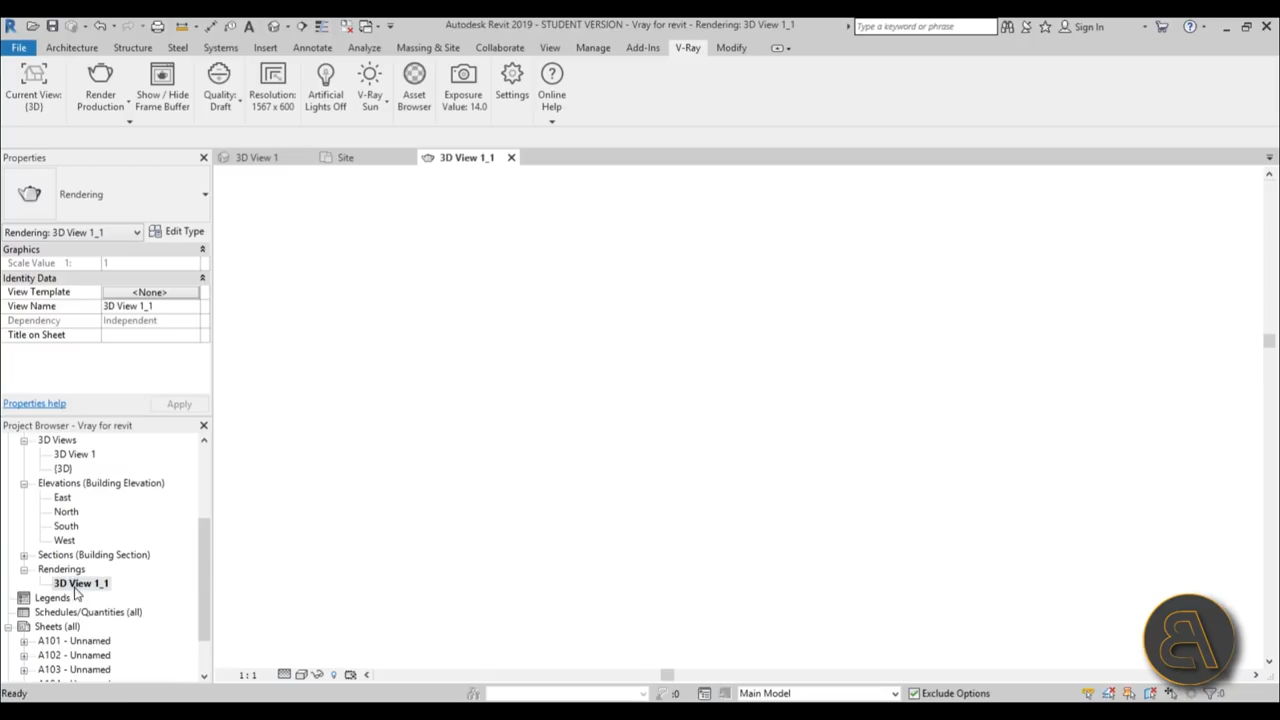 Autodesk Revit 2019 - STUDENT VERSION - Vray for revit - Rendering: 3D View 1_1
Type a keyword or phrase
Sign In
File Architecture Structure Steel Systems Insert Annotate Analyze Massing & Site Collaborate View Manage Add-Ins V-Ray Modify
Current View: {3D}
Render Production
Show / Hide Frame Buffer
Quality: Draft
Resolution: 1567 x 600
Artificial Lights Off
V-Ray Sun
Asset Browser
Exposure Value: 14.0
Settings
Online Help
Properties
3D View 1
Site
3D View 1_1
Rendering
Rendering: 3D View 1_1 Edit Type
Graphics
Scale Value 1: 1
Identity Data
View Template <None>
View Name 3D View 1_1
Dependency Independent
Title on Sheet
Properties help Apply
Project Browser - Vray for revit
3D Views
3D View 1
{3D}
Elevations (Building Elevation)
East
North
South
West
Sections (Building Section)
Renderings
3D View 1_1
Legends
Schedules/Quantities (all)
Sheets (all)
A101 - Unnamed
A102 - Unnamed
A103 - Unnamed
1 : 1
Ready
:0
Main Model
Exclude Options
:0